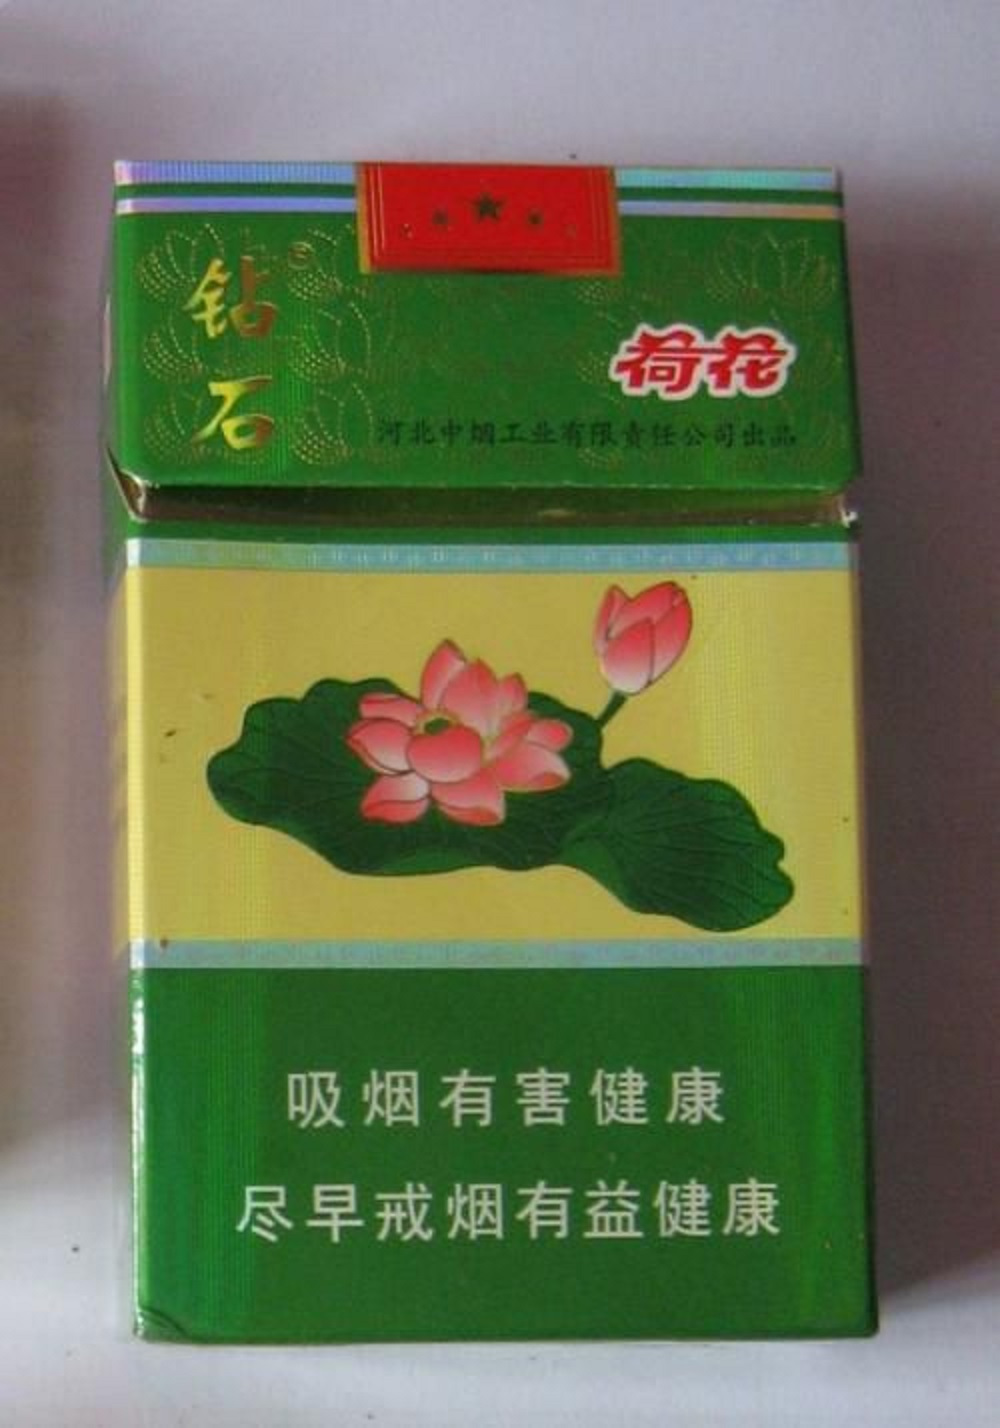 钻石®
荷花
河北中烟工业有限责任公司出品
吸烟有害健康
尽早戒烟有益健康